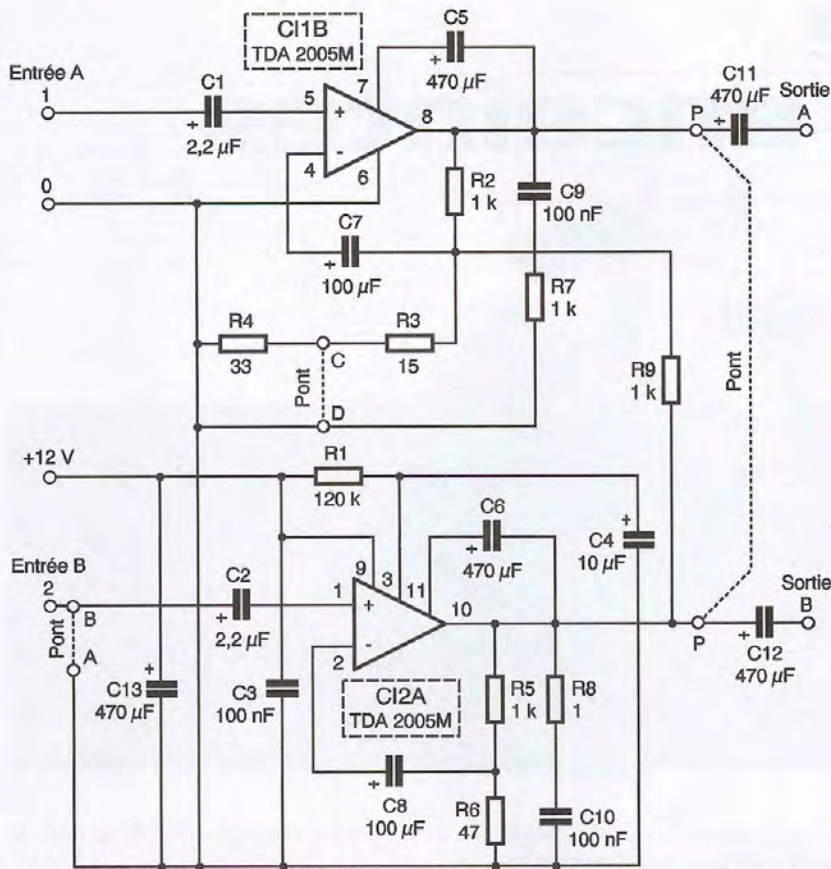 CI1B
TDA 2005M
Entrée A
1
C1
+
2,2 µF
5
+
7
4
-
6
8
C5
+
470 µF
C11
470 µF
+
P
Sortie
A
0
R2
1 k
C9
100 nF
C7
+
100 µF
R7
1 k
R4
33
C
R3
15
Pont
D
R9
1 k
Pont
+12 V
R1
120 k
C6
+
470 µF
+
C4
10 µF
Entrée B
2
B
Pont
A
C2
+
2,2 µF
9
3
11
1
+
10
2
-
P
Sortie
B
+
C12
470 µF
+
C13
470 µF
C3
100 nF
CI2A
TDA 2005M
R5
1 k
R8
1
C8
+
100 µF
R6
47
C10
100 nF